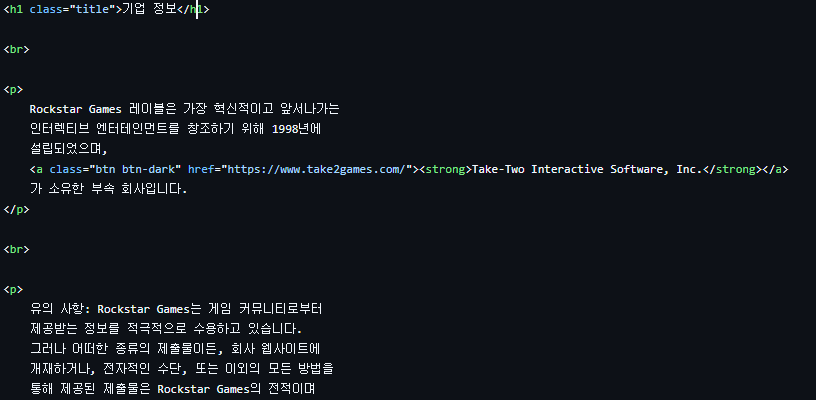 <h1 class="title">기업 정보</h1>
<br>
<p>
Rockstar Games 레이블은 가장 혁신적이고 앞서나가는
인터렉티브 엔터테인먼트를 창조하기 위해 1998년에
설립되었으며,
<a class="btn btn-dark" href="https://www.take2games.com/"><strong>Take-Two Interactive Software, Inc.</strong></a>
가 소유한 부속 회사입니다.
</p>
<br>
<p>
유의 사항: Rockstar Games는 게임 커뮤니티로부터
제공받는 정보를 적극적으로 수용하고 있습니다.
그러나 어떠한 종류의 제출물이든, 회사 웹사이트에
개재하거나, 전자적인 수단, 또는 이외의 모든 방법을
통해 제공된 제출물은 Rockstar Games의 전적이며